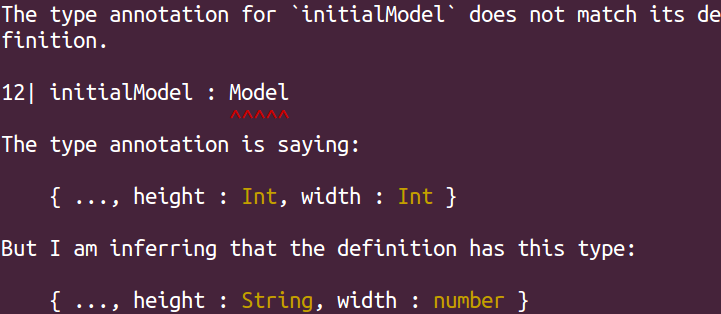 The type annotation for `initialModel` does not match its de
finition.
12| initialModel : Model
^^^^^
The type annotation is saying:
{ ..., height : Int, width : Int }
But I am inferring that the definition has this type:
{ ..., height : String, width : number }